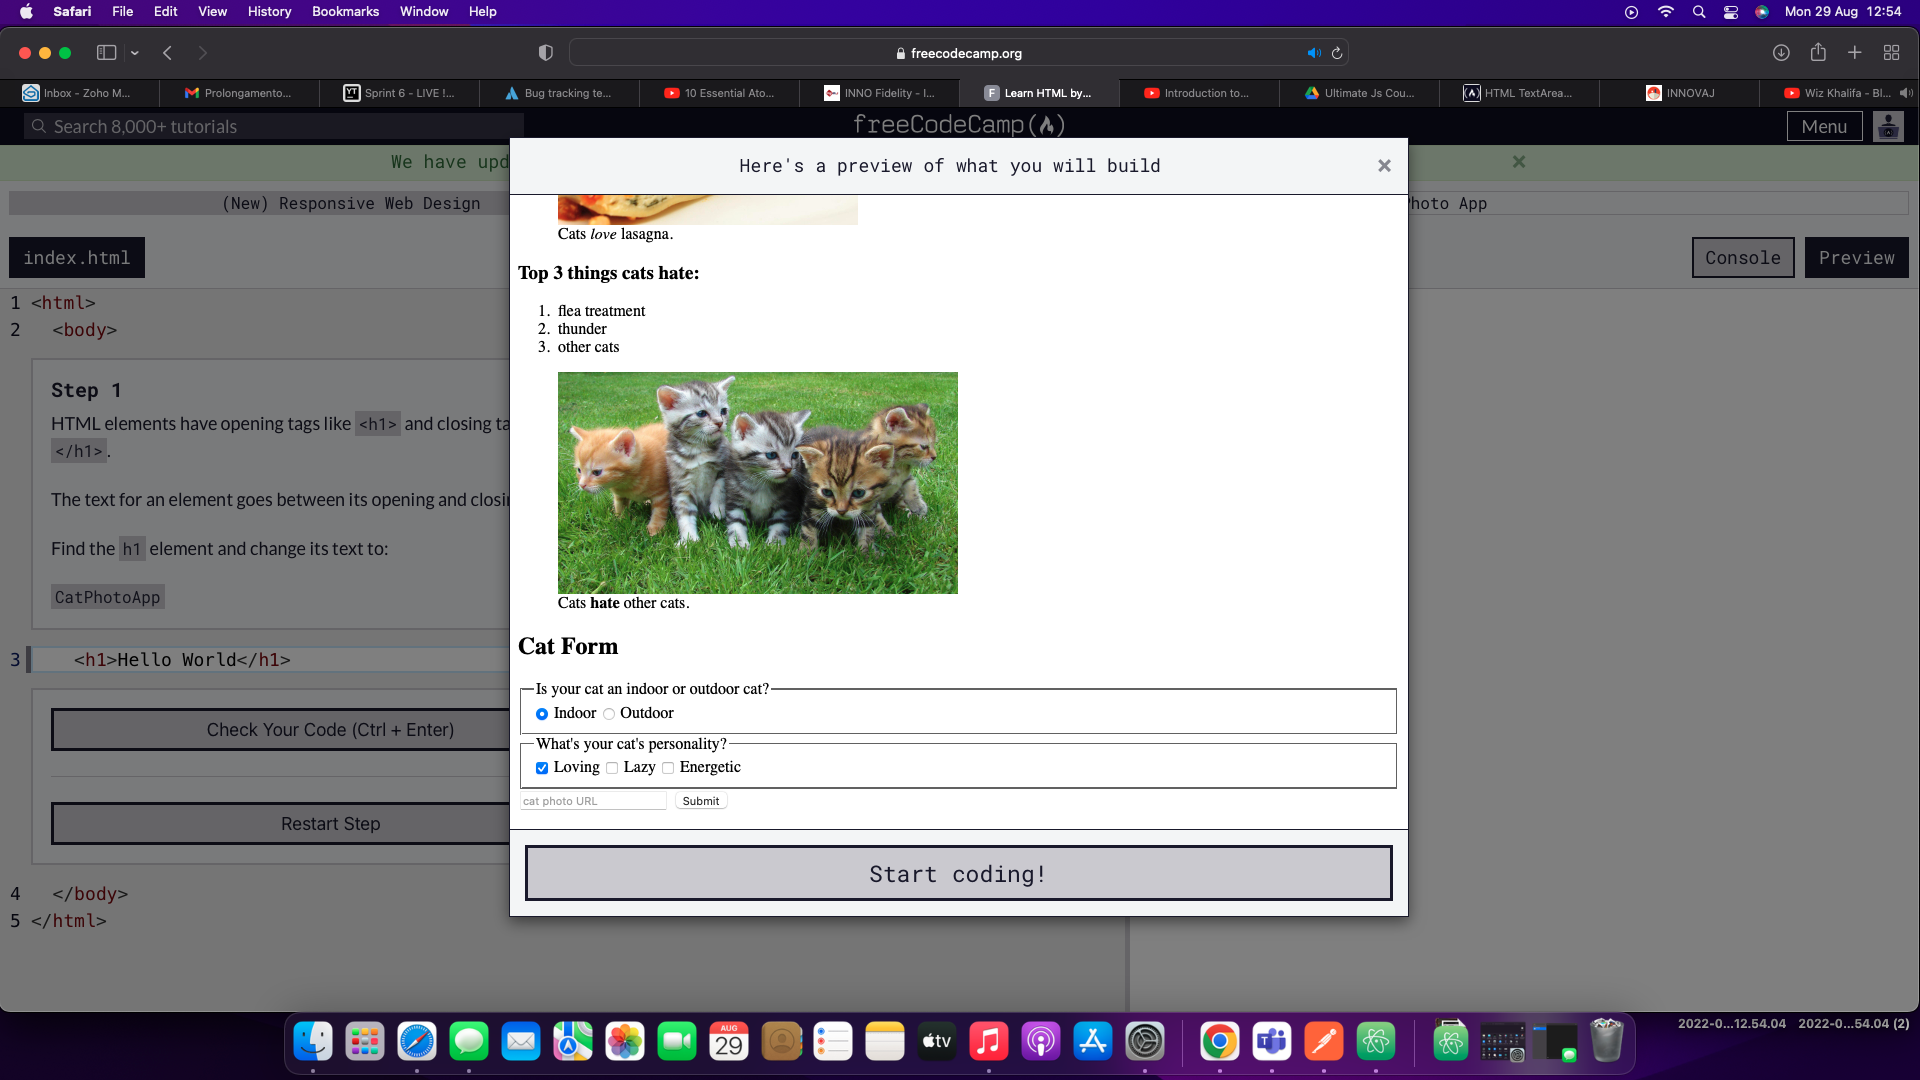 Safari File Edit View History Bookmarks Window Help
Mon 29 Aug 12:54
freecodecamp.org
Inbox - Zoho M...
Prolongamento...
Sprint 6 - LIVE !...
Bug tracking te...
10 Essential Ato...
INNO Fidelity - I...
Learn HTML by...
Introduction to...
Ultimate Js Cou...
HTML TextArea...
INNOVAJ
Wiz Khalifa - Bl...
Search 8,000+ tutorials
freeCodeCamp
Menu
We have upd
Here's a preview of what you will build
(New) Responsive Web Design
Photo App
index.html
Console
Preview
1 <html>
2 <body>
Step 1
HTML elements have opening tags like <h1> and closing ta
</h1>.
The text for an element goes between its opening and closi
Find the h1 element and change its text to:
CatPhotoApp
3 <h1>Hello World</h1>
Check Your Code (Ctrl + Enter)
Restart Step
4 </body>
5 </html>
Cats love lasagna.
Top 3 things cats hate:
1. flea treatment
2. thunder
3. other cats
Cats hate other cats.
Cat Form
Is your cat an indoor or outdoor cat?
Indoor Outdoor
What's your cat's personality?
Loving Lazy Energetic
cat photo URL Submit
Start coding!
AUG
29
tv
2022-0...12.54.04 2022-0...54.04 (2)